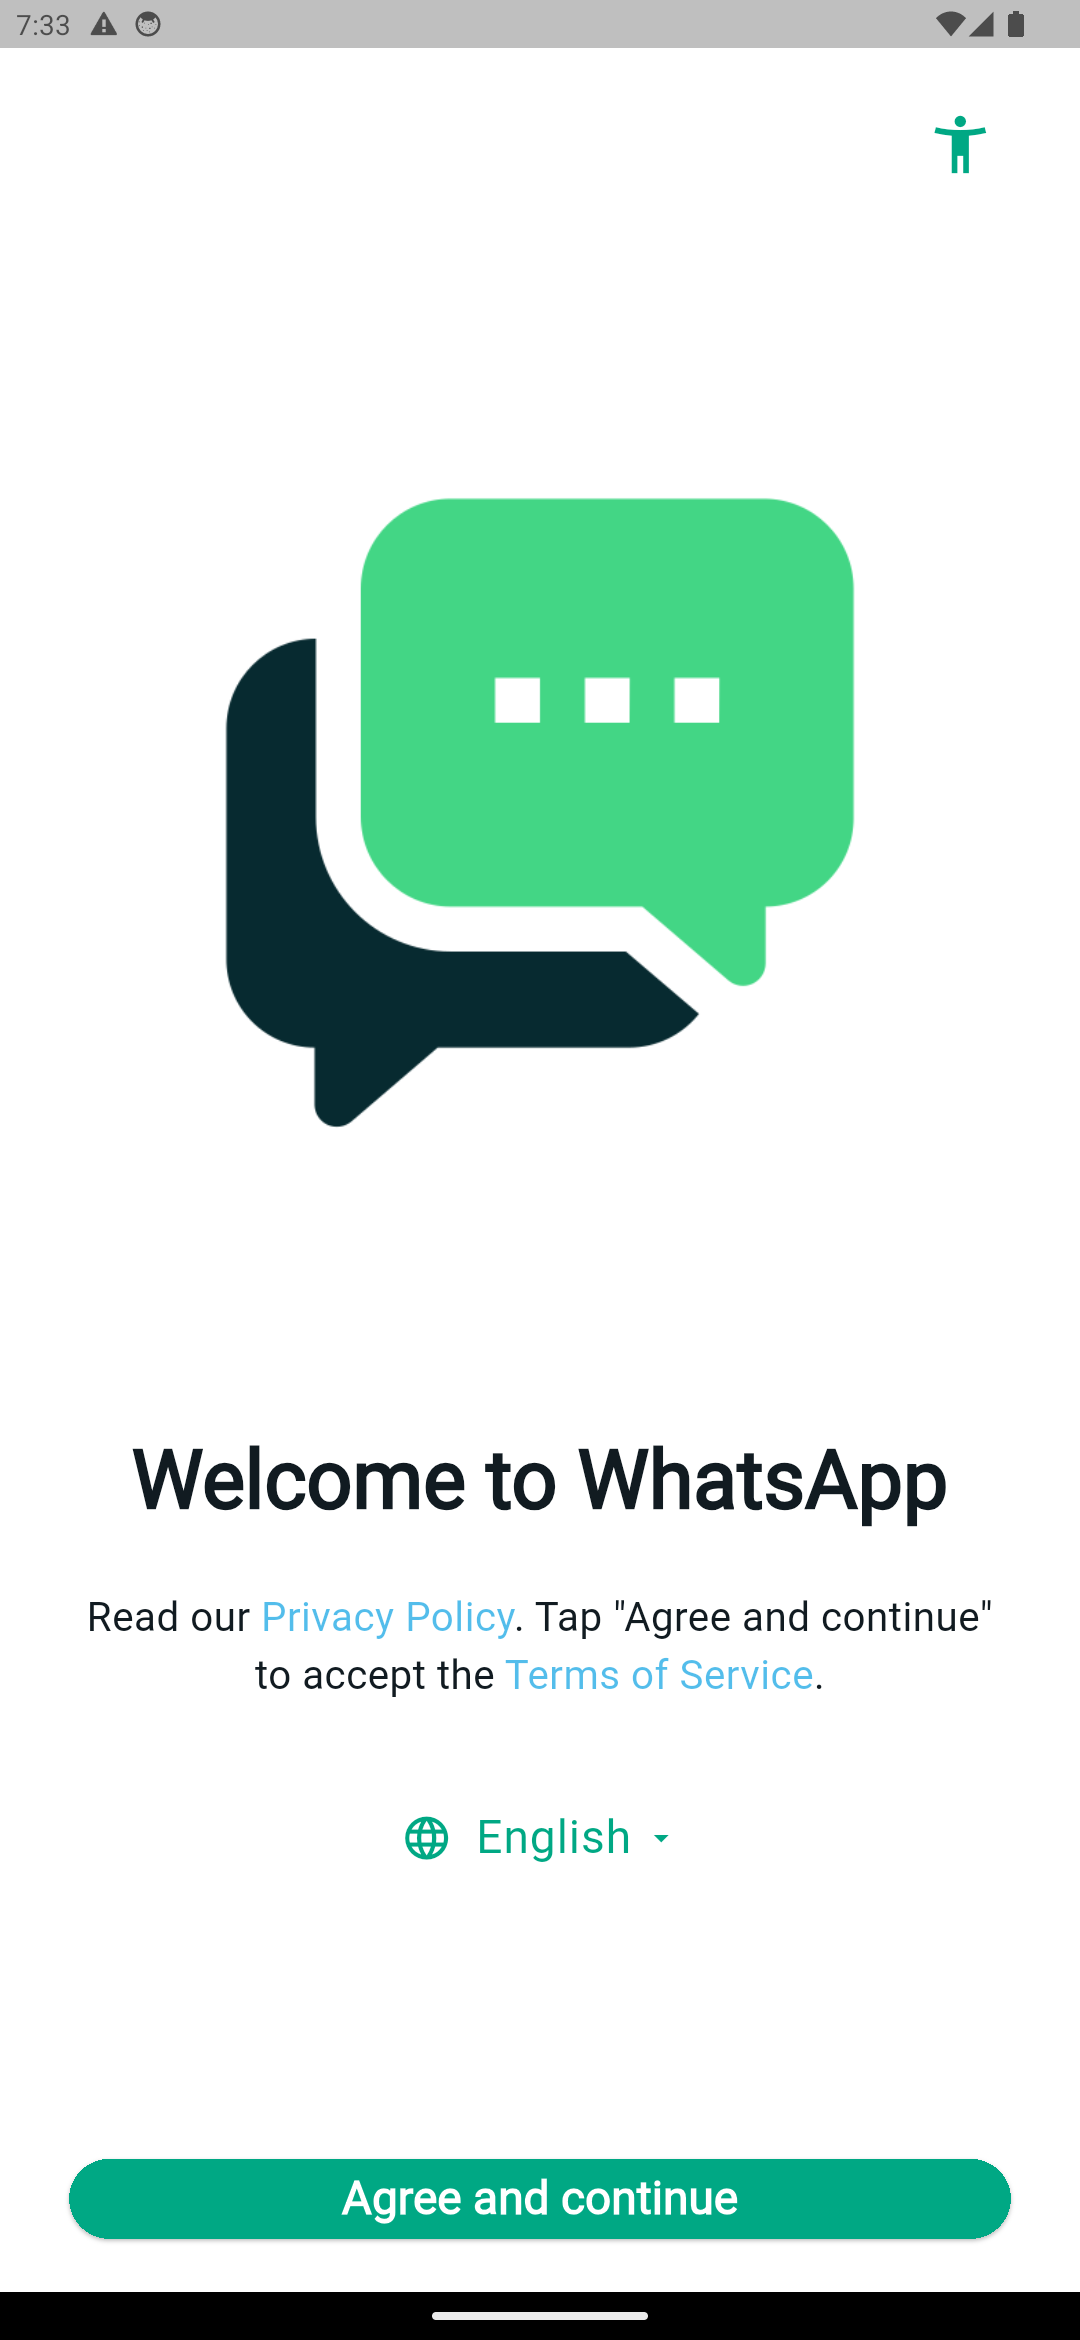 7:33
Welcome to WhatsApp
Read our Privacy Policy. Tap "Agree and continue"
to accept the Terms of Service.
English
Agree and continue